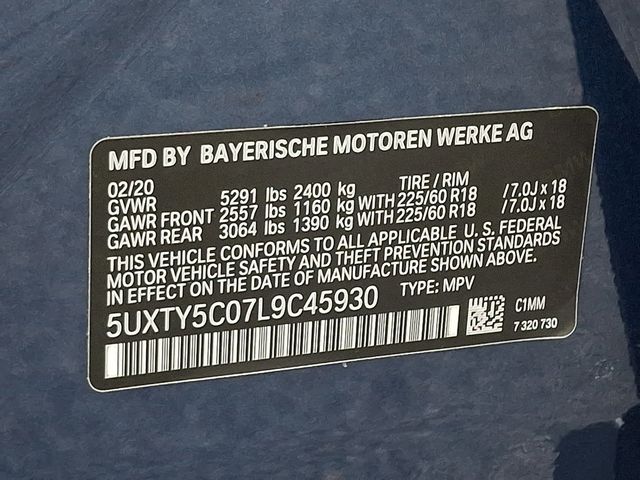 MFD BY BAYERISCHE MOTOREN WERKE AG
02/20 TIRE / RIM
GVWR 5291 lbs 2400 kg
GAWR FRONT 2557 lbs 1160 kg WITH 225/60 R18 /7.0J x 18
GAWR REAR 3064 lbs 1390 kg WITH 225/60 R18 /7.0J x 18
THIS VEHICLE CONFORMS TO ALL APPLICABLE U.S. FEDERAL
MOTOR VEHICLE SAFETY AND THEFT PREVENTION STANDARDS
IN EFFECT ON THE DATE OF MANUFACTURE SHOWN ABOVE.
5UXTY5C07L9C45930 TYPE: MPV
C1MM
7 320 730